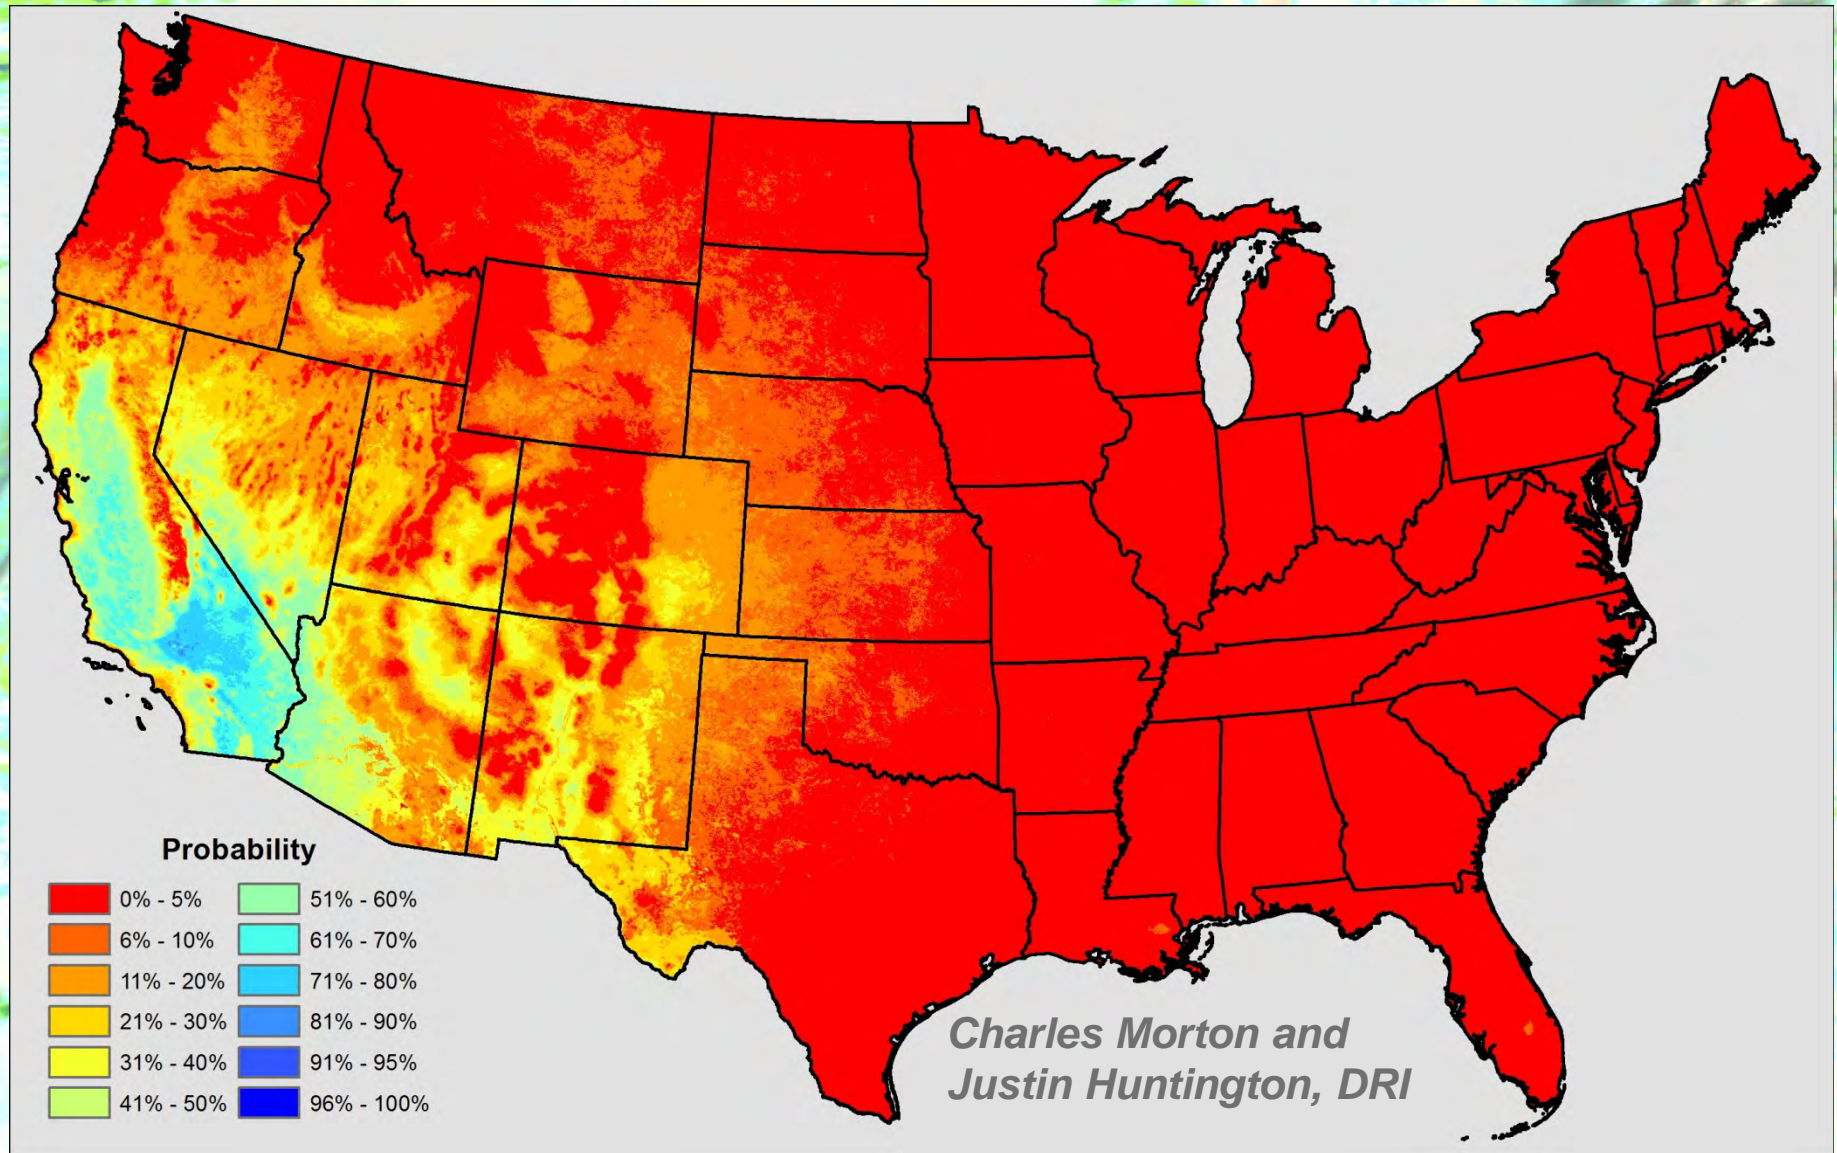 Probability
0% - 5%
6% - 10%
11% - 20%
21% - 30%
31% - 40%
41% - 50%
51% - 60%
61% - 70%
71% - 80%
81% - 90%
91% - 95%
96% - 100%
Charles Morton and
Justin Huntington, DRI